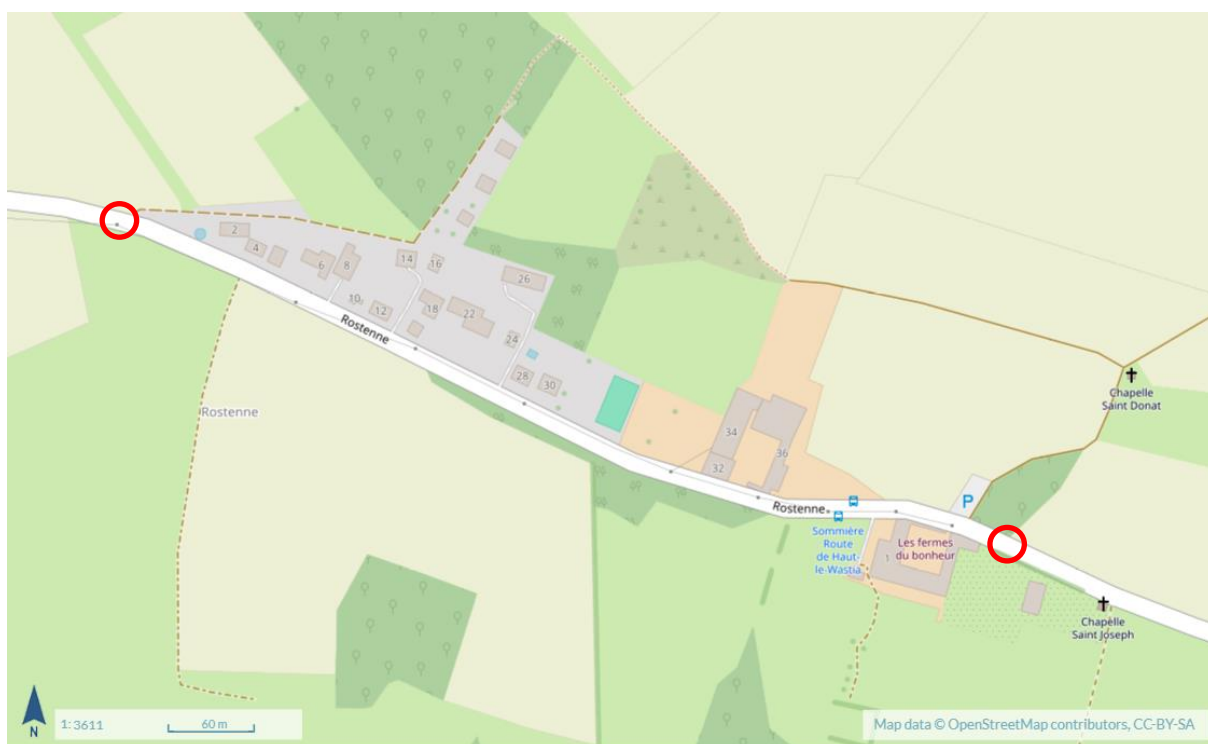 2
4
6
8
14
16
26
10
12
18
22
Rostenne
24
28
30
Rostenne
Chapelle
Saint Donat
34
36
32
P
Rostenne
Sommière
Route
de Haut-
le-Wastia
Les fermes
du bonheur
1
Chapelle
Saint Joseph
N
1: 3611
60 m
Map data © OpenStreetMap contributors, CC-BY-SA